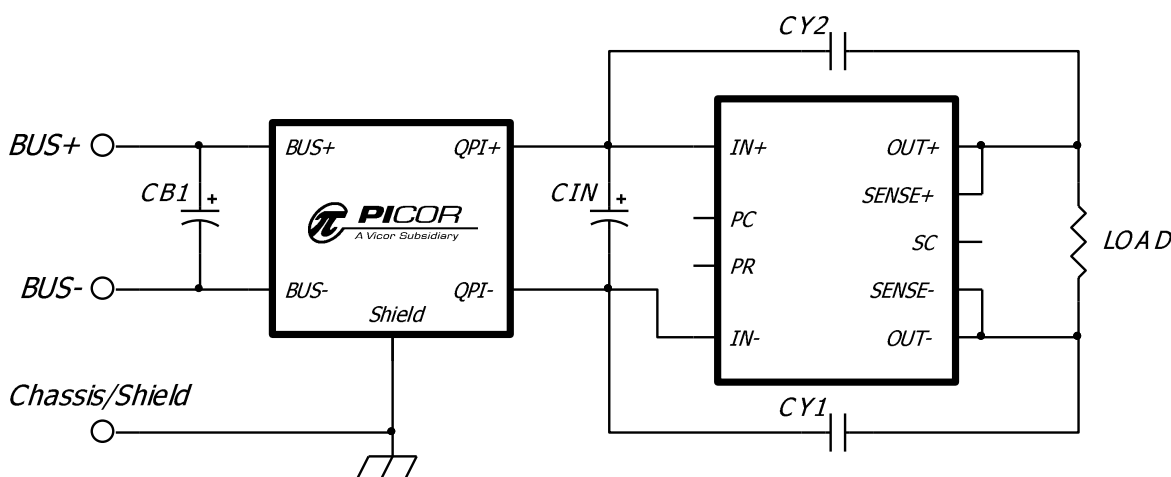 CY2
BUS+
BUS+
QPI+
IN+
OUT+
CB1
+
CIN
+
SENSE+
π PICOR
A Vicor Subsidiary
PC
SC
LOAD
PR
BUS-
BUS-
QPI-
SENSE-
Shield
IN-
OUT-
Chassis/Shield
CY1